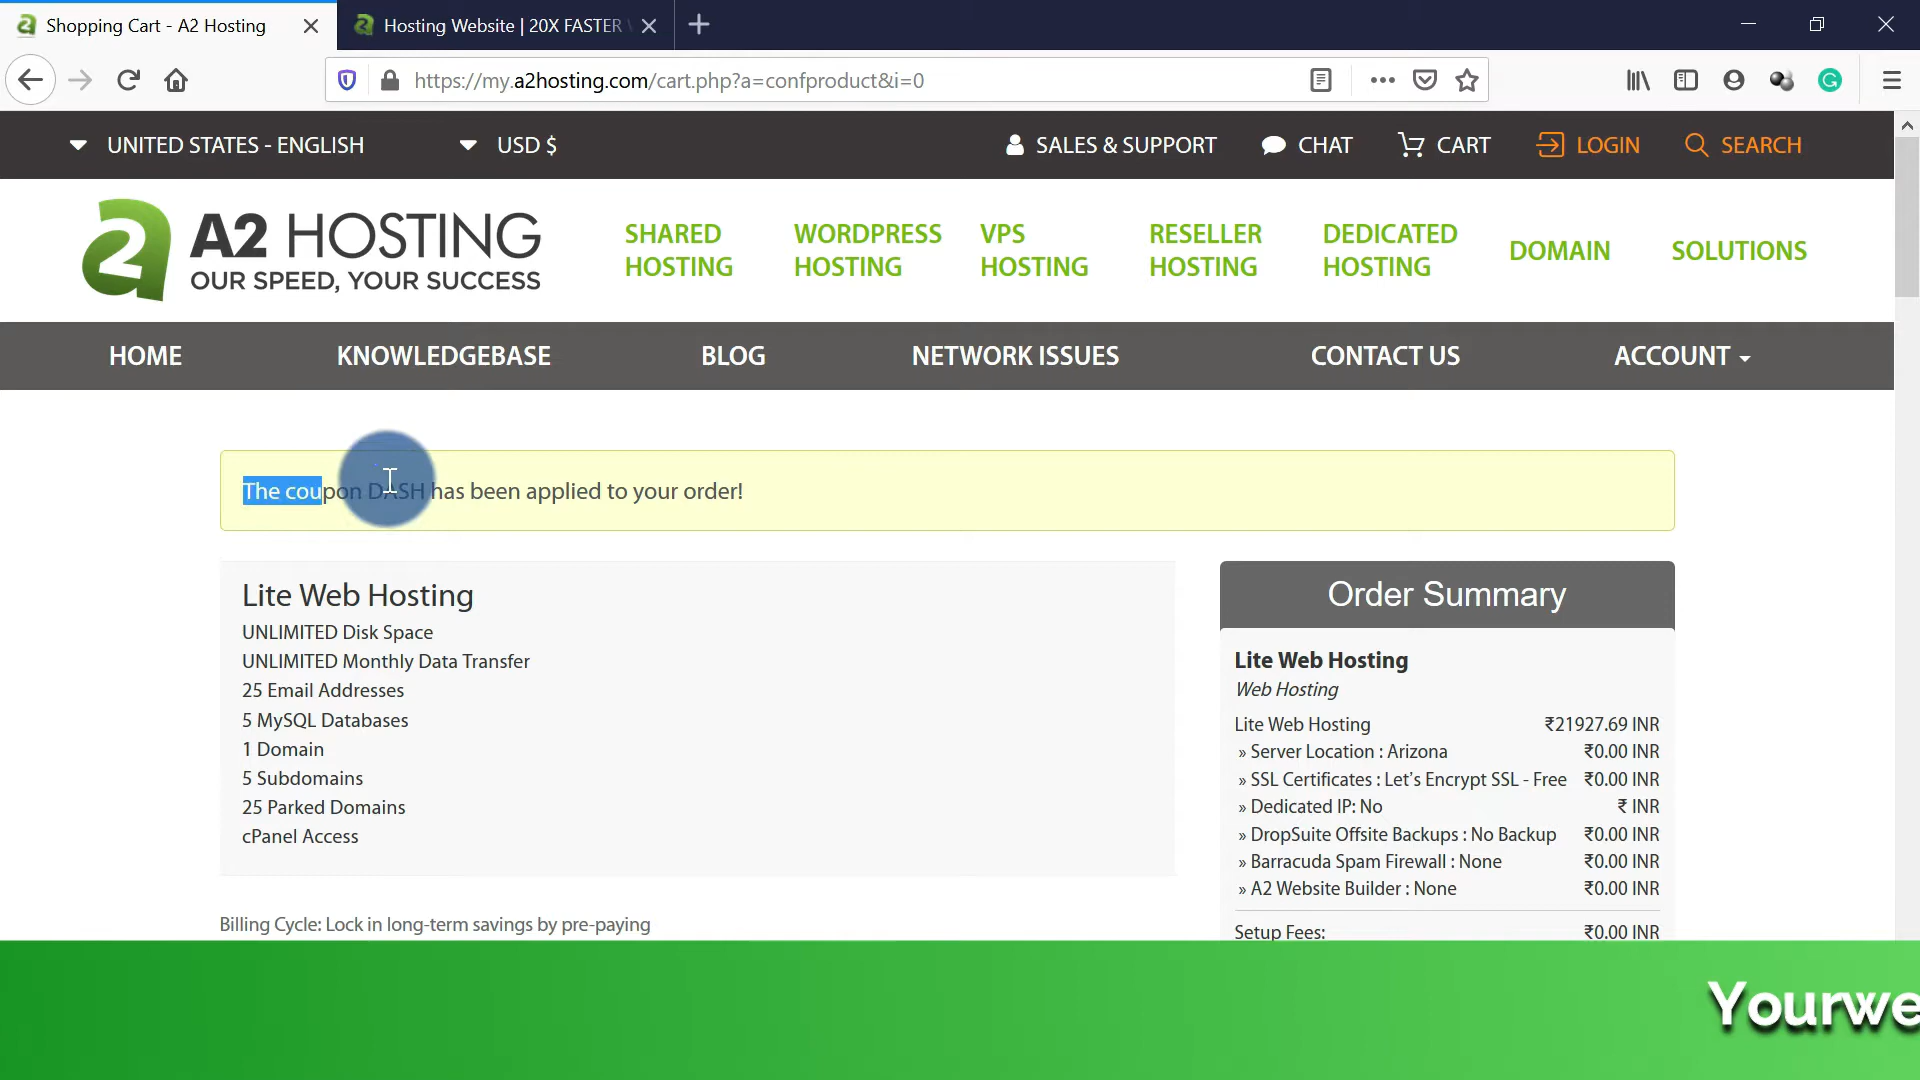 Shopping Cart - A2 Hosting
Hosting Website | 20X FASTER
https://my.a2hosting.com/cart.php?a=confproduct&i=0
UNITED STATES - ENGLISH
USD $
SALES & SUPPORT
CHAT
CART
LOGIN
SEARCH
A2 HOSTING
OUR SPEED, YOUR SUCCESS
SHARED
HOSTING
WORDPRESS
HOSTING
VPS
HOSTING
RESELLER
HOSTING
DEDICATED
HOSTING
DOMAIN
SOLUTIONS
HOME
KNOWLEDGEBASE
BLOG
NETWORK ISSUES
CONTACT US
ACCOUNT
The coupon DASH has been applied to your order!
Lite Web Hosting
UNLIMITED Disk Space
UNLIMITED Monthly Data Transfer
25 Email Addresses
5 MySQL Databases
1 Domain
5 Subdomains
25 Parked Domains
cPanel Access
Billing Cycle: Lock in long-term savings by pre-paying
Order Summary
Lite Web Hosting
Web Hosting
Lite Web Hosting ₹21927.69 INR
» Server Location : Arizona ₹0.00 INR
» SSL Certificates : Let's Encrypt SSL - Free ₹0.00 INR
» Dedicated IP: No ₹ INR
» DropSuite Offsite Backups : No Backup ₹0.00 INR
» Barracuda Spam Firewall : None ₹0.00 INR
» A2 Website Builder : None ₹0.00 INR
Setup Fees: ₹0.00 INR
Yourwe